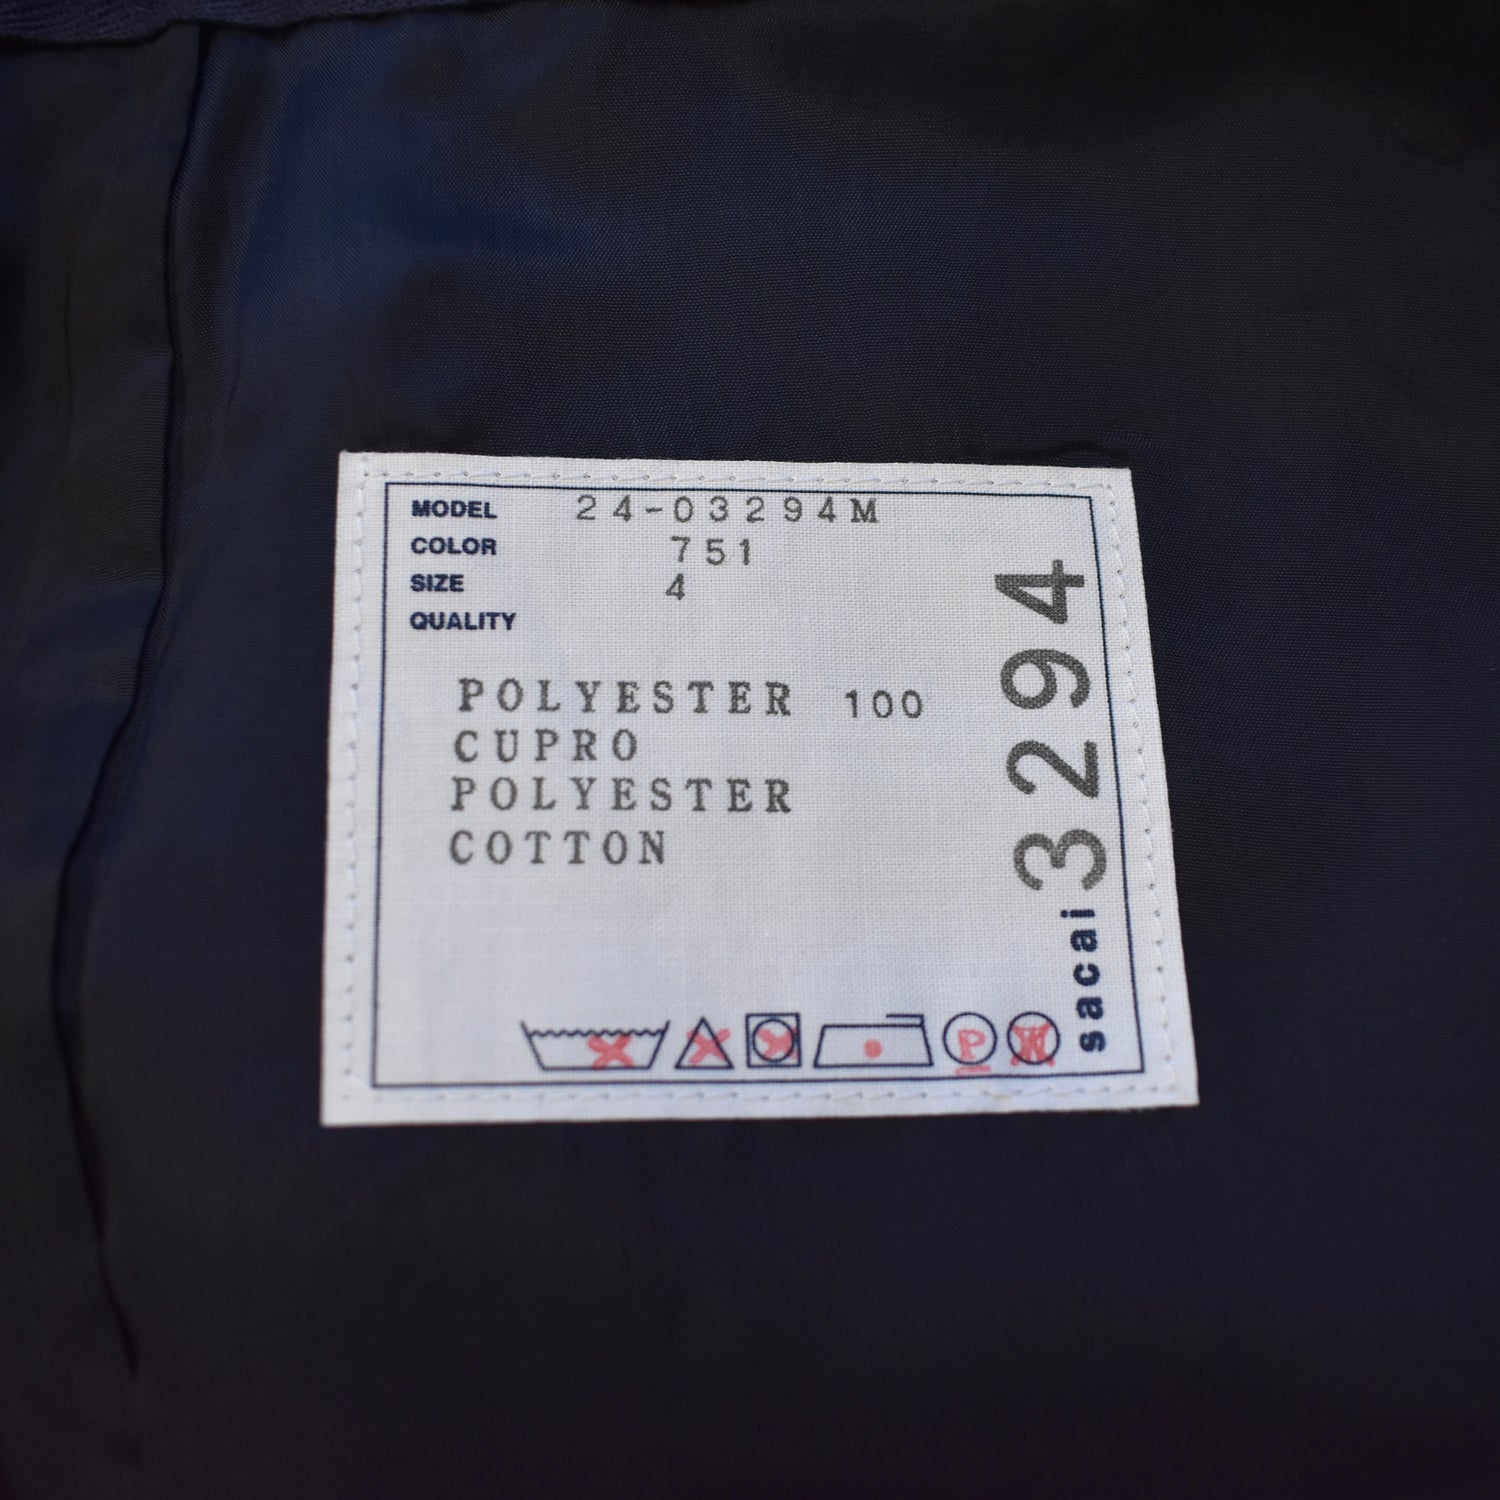 MODEL 24-03294M
COLOR 751
SIZE 4
QUALITY
POLYESTER 100
CUPRO
POLYESTER
COTTON
P W
sacai 3294